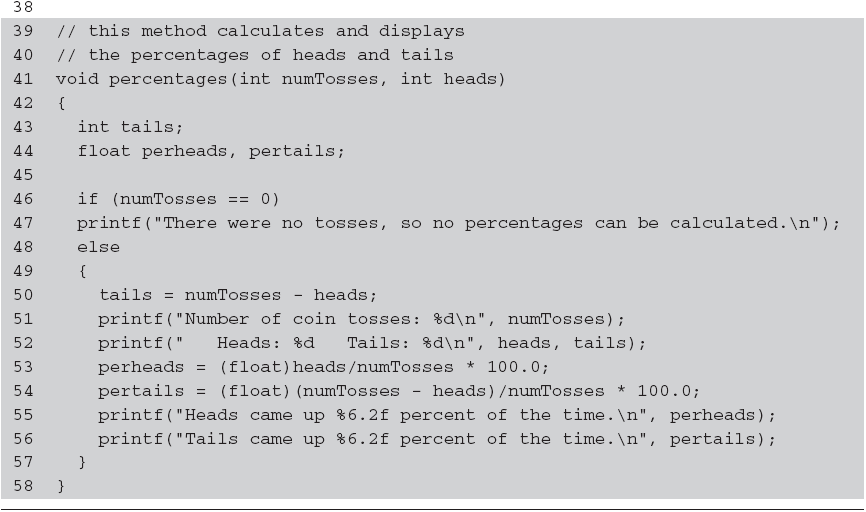 38
39 // this method calculates and displays
40 // the percentages of heads and tails
41 void percentages(int numTosses, int heads)
42 {
43   int tails;
44   float perheads, pertails;
45
46   if (numTosses == 0)
47   printf("There were no tosses, so no percentages can be calculated.\n");
48   else
49   {
50     tails = numTosses - heads;
51     printf("Number of coin tosses: %d\n", numTosses);
52     printf("   Heads: %d   Tails: %d\n", heads, tails);
53     perheads = (float)heads/numTosses * 100.0;
54     pertails = (float)(numTosses - heads)/numTosses * 100.0;
55     printf("Heads came up %6.2f percent of the time.\n", perheads);
56     printf("Tails came up %6.2f percent of the time.\n", pertails);
57   }
58 }